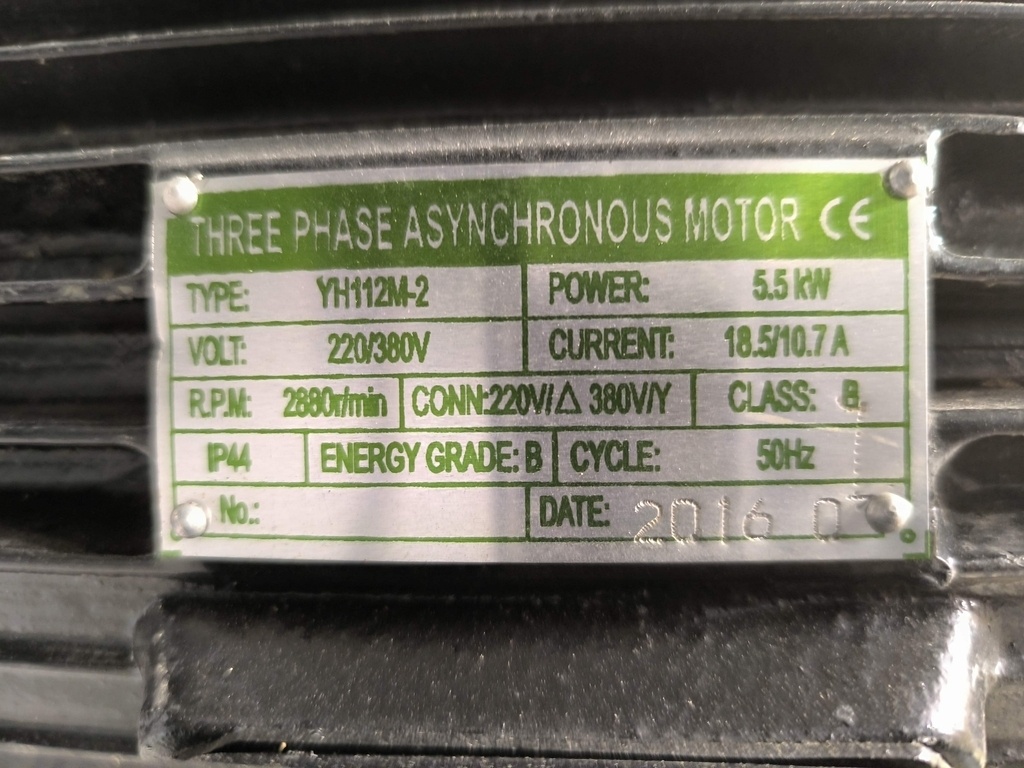 THREE PHASE ASYNCHRONOUS MOTOR CE
TYPE: YH112M-2 POWER: 5.5 kW
VOLT: 220/380V CURRENT: 18.5/10.7 A
R.P.M: 2880r/min CONN:220V/△ 380V/Y CLASS: B
IP44 ENERGY GRADE: B CYCLE: 50Hz
No.: DATE: 2016